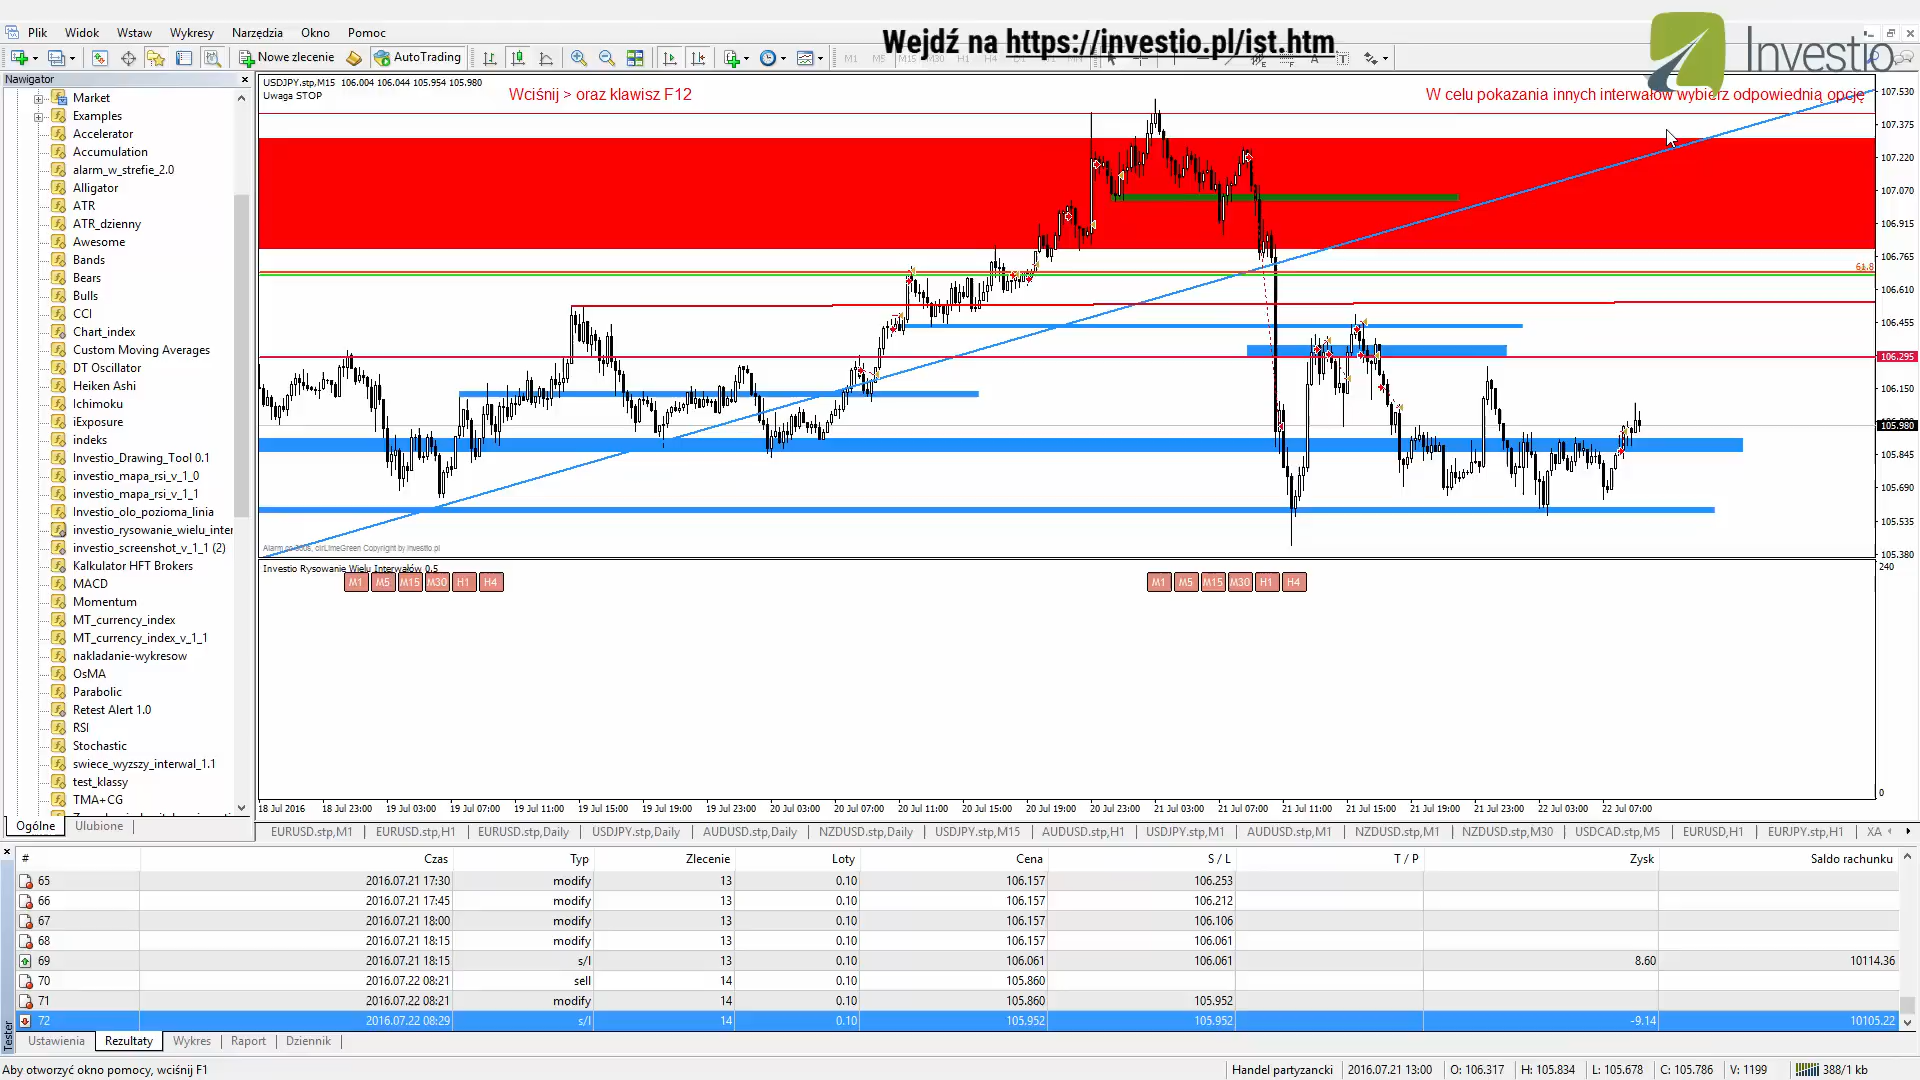 Plik Widok Wstaw Wykresy Narzędzia Okno Pomoc
Wejdź na https://investio.pl/ist.htm
Investio
Nowe zlecenie AutoTrading
Navigator
Market
Examples
Accelerator
Accumulation
alarm_w_strefie_2.0
Alligator
ATR
ATR_dzienny
Awesome
Bands
Bears
Bulls
CCI
Chart_index
Custom Moving Averages
DT Oscillator
Heiken Ashi
Ichimoku
iExposure
indeks
Investio_Drawing_Tool 0.1
investio_mapa_rsi_v_1_0
investio_mapa_rsi_v_1_1
Investio_olo_pozioma_linia
investio_rysowanie_wielu_inter
investio_screenshot_v_1_1 (2)
Kalkulator HFT Brokers
MACD
Momentum
MT_currency_index
MT_currency_index_v_1_1
nakladanie-wykresow
OsMA
Parabolic
Retest Alert 1.0
RSI
Stochastic
swiece_wyzszy_interwal_1.1
test_klasy
TMA+CG
Ogólne Ulubione
USDJPY.stp,M15 106.004 106.044 105.954 105.980
Uwaga STOP
Wciśnij > oraz klawisz F12
W celu pokazania innych interwałów wybierz odpowiednią opcję
61.8
107.530
107.375
107.220
107.070
106.915
106.765
106.610
106.455
106.295
106.150
105.980
105.845
105.690
105.535
105.380
Investio Rysowanie Wielu Interwałów 0.5
M1 M5 M15 M30 H1 H4
M1 M5 M15 M30 H1 H4
240
0
18 Jul 2016 18 Jul 23:00 19 Jul 03:00 19 Jul 07:00 19 Jul 11:00 19 Jul 15:00 19 Jul 19:00 19 Jul 23:00 20 Jul 03:00 20 Jul 07:00 20 Jul 11:00 20 Jul 15:00 20 Jul 19:00 20 Jul 23:00 21 Jul 03:00 21 Jul 07:00 21 Jul 11:00 21 Jul 15:00 21 Jul 19:00 21 Jul 23:00 22 Jul 03:00 22 Jul 07:00
EURUSD.stp,M1 EURUSD.stp,H1 EURUSD.stp,Daily USDJPY.stp,Daily AUDUSD.stp,Daily NZDUSD.stp,Daily USDJPY.stp,M15 AUDUSD.stp,H1 USDJPY.stp,M1 AUDUSD.stp,M1 NZDUSD.stp,M1 NZDUSD.stp,M30 USDCAD.stp,M5 EURUSD,H1 EURJPY.stp,H1 XA
# Czas Typ Zlecenie Loty Cena S / L T / P Zysk Saldo rachunku
65 2016.07.21 17:30 modify 13 0.10 106.157 106.253
66 2016.07.21 17:45 modify 13 0.10 106.157 106.212
67 2016.07.21 18:00 modify 13 0.10 106.157 106.106
68 2016.07.21 18:15 modify 13 0.10 106.157 106.061
69 2016.07.21 18:15 s/l 13 0.10 106.061 106.061 8.60 10114.36
70 2016.07.22 08:21 sell 14 0.10 105.860
71 2016.07.22 08:21 modify 14 0.10 105.860 105.952
72 2016.07.22 08:29 s/l 14 0.10 105.952 105.952 -9.14 10105.22
Tester
Ustawienia Rezultaty Wykres Raport Dziennik
Aby otworzyć okno pomocy, wciśnij F1
Handel partyzancki 2016.07.21 13:00 O: 106.317 H: 105.834 L: 105.678 C: 105.786 V: 1199 388/1 kb